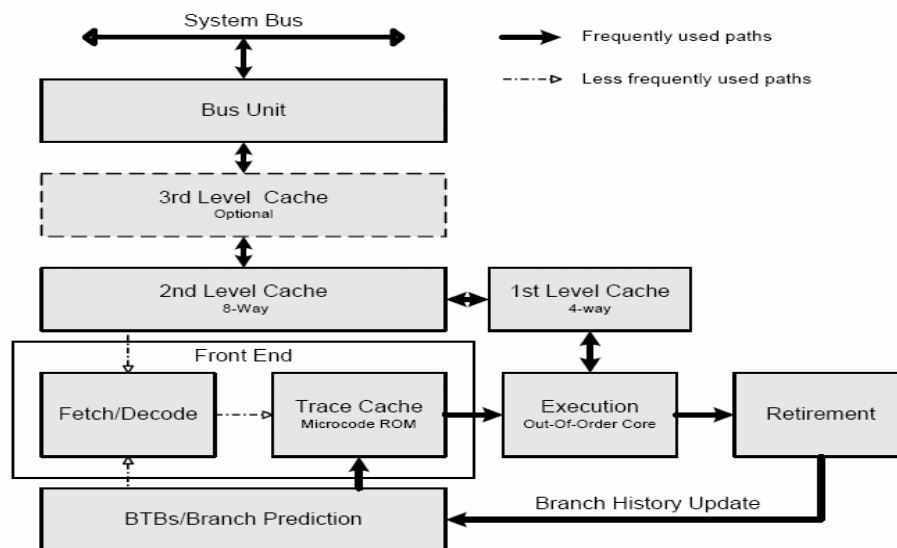 System Bus
Frequently used paths
Less frequently used paths
Bus Unit
3rd Level Cache
Optional
2nd Level Cache
8-Way
1st Level Cache
4-way
Front End
Fetch/Decode
Trace Cache
Microcode ROM
Execution
Out-Of-Order Core
Retirement
BTBs/Branch Prediction
Branch History Update